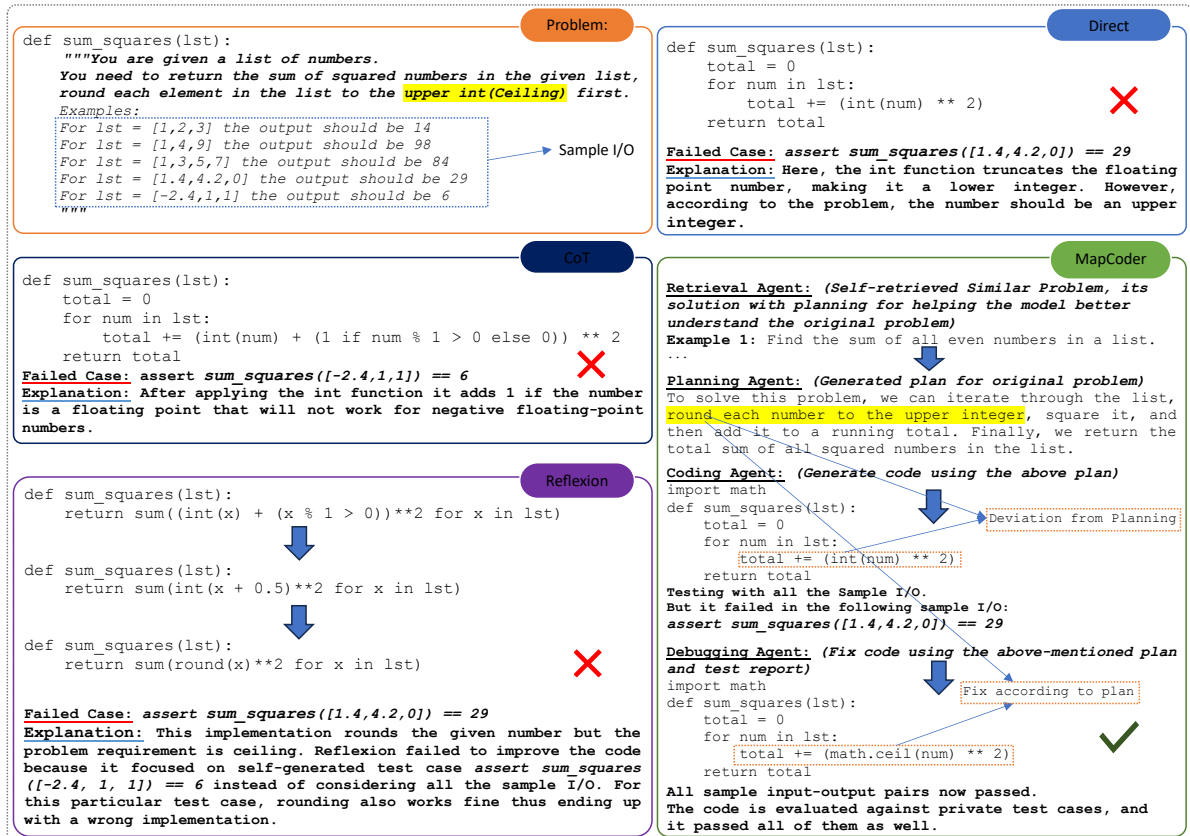 Problem:
def sum_squares(lst):
"""You are given a list of numbers.
You need to return the sum of squared numbers in the given list,
round each element in the list to the upper int(Ceiling) first.
Examples:
For lst = [1,2,3] the output should be 14
For lst = [1,4,9] the output should be 98
For lst = [1,3,5,7] the output should be 84
For lst = [1.4,4.2,0] the output should be 29
For lst = [-2.4,1,1] the output should be 6
"""
Sample I/O
Direct
def sum_squares(lst):
total = 0
for num in lst:
total += (int(num) ** 2)
return total
Failed Case: assert sum_squares([1.4,4.2,0]) == 29
Explanation: Here, the int function truncates the floating
point number, making it a lower integer. However,
according to the problem, the number should be an upper
integer.
CoT
def sum_squares(lst):
total = 0
for num in lst:
total += (int(num) + (1 if num % 1 > 0 else 0)) ** 2
return total
Failed Case: assert sum_squares([-2.4,1,1]) == 6
Explanation: After applying the int function it adds 1 if the number
is a floating point that will not work for negative floating-point
numbers.
Reflexion
def sum_squares(lst):
return sum((int(x) + (x % 1 > 0))**2 for x in lst)
def sum_squares(lst):
return sum(int(x + 0.5)**2 for x in lst)
def sum_squares(lst):
return sum(round(x)**2 for x in lst)
Failed Case: assert sum_squares([1.4,4.2,0]) == 29
Explanation: This implementation rounds the given number but the
problem requirement is ceiling. Reflexion failed to improve the code
because it focused on self-generated test case assert sum_squares
([-2.4, 1, 1]) == 6 instead of considering all the sample I/O. For
this particular test case, rounding also works fine thus ending up
with a wrong implementation.
MapCoder
Retrieval Agent: (Self-retrieved Similar Problem, its
solution with planning for helping the model better
understand the original problem)
Example 1: Find the sum of all even numbers in a list.
...
Planning Agent: (Generated plan for original problem)
To solve this problem, we can iterate through the list,
round each number to the upper integer, square it, and
then add it to a running total. Finally, we return the
total sum of all squared numbers in the list.
Coding Agent: (Generate code using the above plan)
import math
def sum_squares(lst):
total = 0
for num in lst:
total += (int(num) ** 2)
return total
Deviation from Planning
Testing with all the Sample I/O.
But it failed in the following sample I/O:
assert sum_squares([1.4,4.2,0]) == 29
Debugging Agent: (Fix code using the above-mentioned plan
and test report)
import math
def sum_squares(lst):
total = 0
for num in lst:
total += (math.ceil(num) ** 2)
return total
Fix according to plan
All sample input-output pairs now passed.
The code is evaluated against private test cases, and
it passed all of them as well.